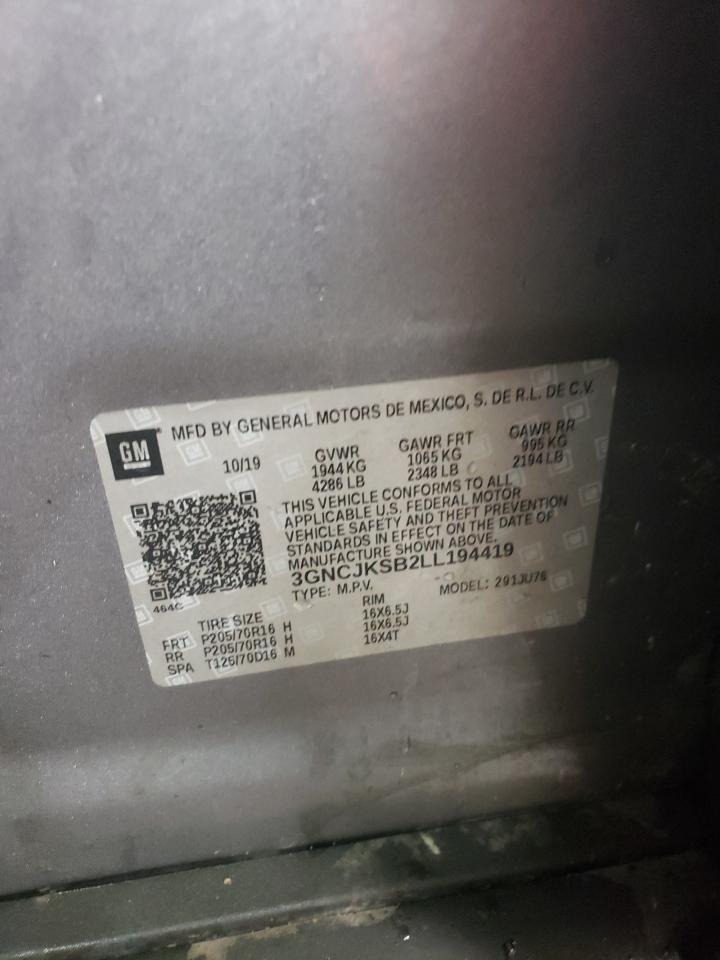 MFD BY GENERAL MOTORS DE MEXICO, S. DE R.L. DE C.V.
GM
10/19 GVWR GAWR FRT GAWR RR
1944 KG 1065 KG 995 KG
4286 LB 2348 LB 2194 LB
THIS VEHICLE CONFORMS TO ALL
APPLICABLE U.S. FEDERAL MOTOR
VEHICLE SAFETY AND THEFT PREVENTION
STANDARDS IN EFFECT ON THE DATE OF
MANUFACTURE SHOWN ABOVE.
3GNCJKSB2LL194419
TYPE: M.P.V. MODEL: 291JU76
464C
TIRE SIZE RIM
FRT P205/70R16 H 16X6.5J
RR P205/70R16 H 16X6.5J
SPA T125/70D16 M 16X4T